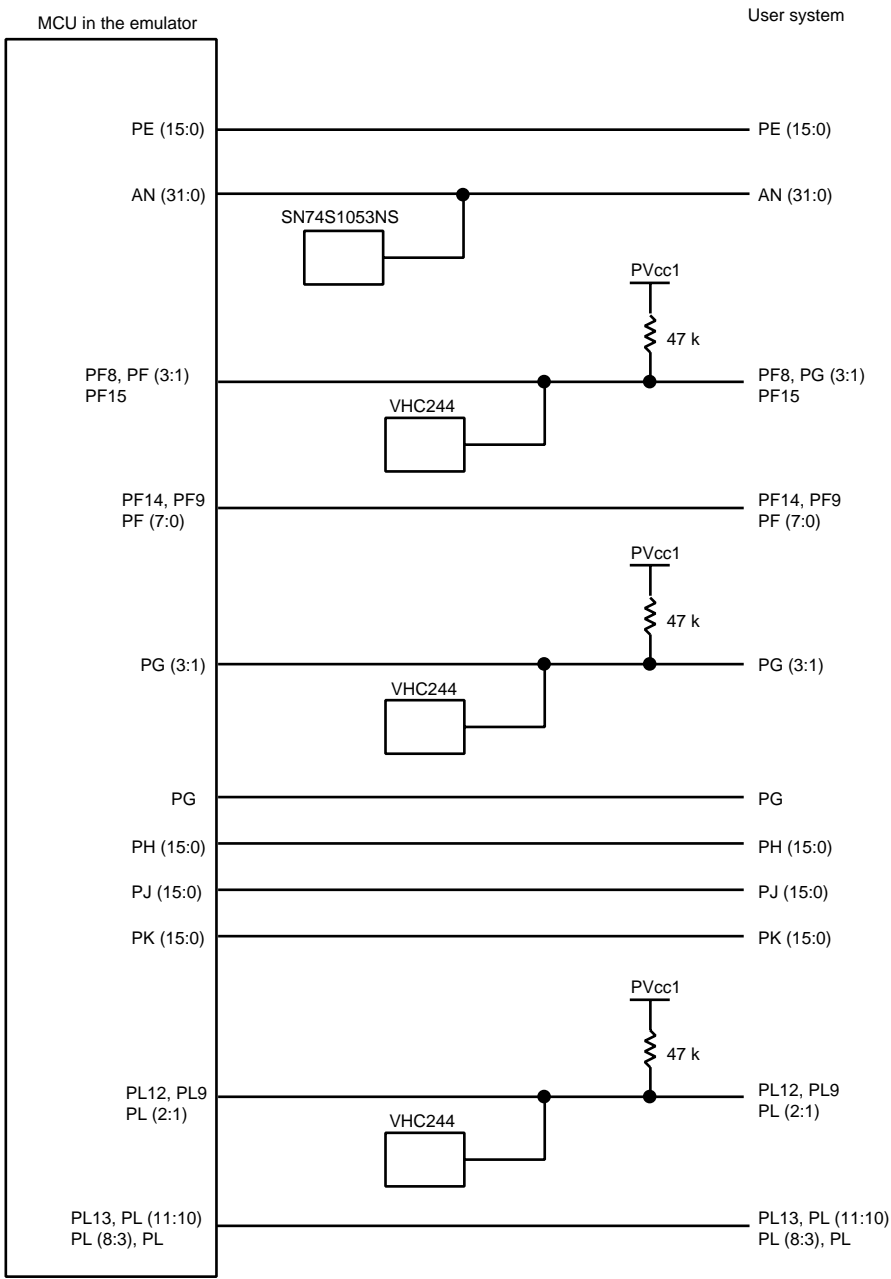 MCU in the emulator
User system
PE (15:0)
PE (15:0)
AN (31:0)
AN (31:0)
SN74S1053NS
PVcc1
47 k
PF8, PF (3:1)
PF15
PF8, PG (3:1)
PF15
VHC244
PF14, PF9
PF (7:0)
PF14, PF9
PF (7:0)
PVcc1
47 k
PG (3:1)
PG (3:1)
VHC244
PG
PG
PH (15:0)
PH (15:0)
PJ (15:0)
PJ (15:0)
PK (15:0)
PK (15:0)
PVcc1
47 k
PL12, PL9
PL (2:1)
PL12, PL9
PL (2:1)
VHC244
PL13, PL (11:10)
PL (8:3), PL
PL13, PL (11:10)
PL (8:3), PL